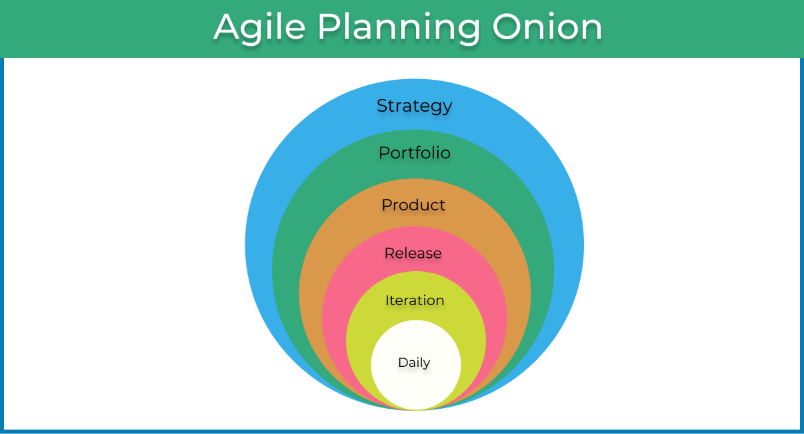 Agile Planning Onion
Strategy
Portfolio
Product
Release
Iteration
Daily